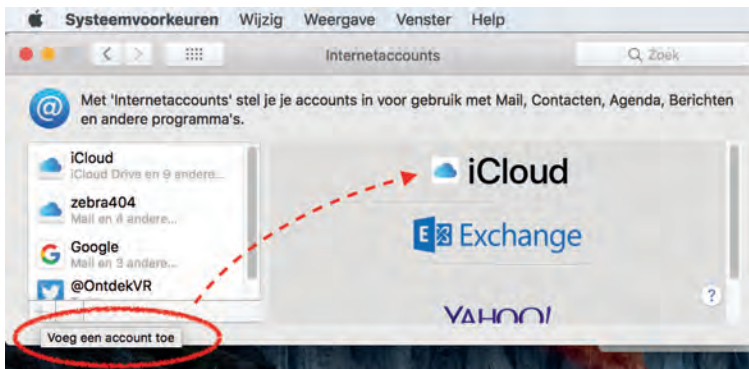 Systeemvoorkeuren Wijzig Weergave Venster Help
Internetaccounts
Zoek
Met 'Internetaccounts' stel je je accounts in voor gebruik met Mail, Contacten, Agenda, Berichten
en andere programma's.
iCloud
iCloud Drive en 9 andere...
zebra404
Mail en 4 andere...
Google
Mail en 3 andere...
@OntdekVR
iCloud
E Exchange
YAHOO!
?
+
Voeg een account toe